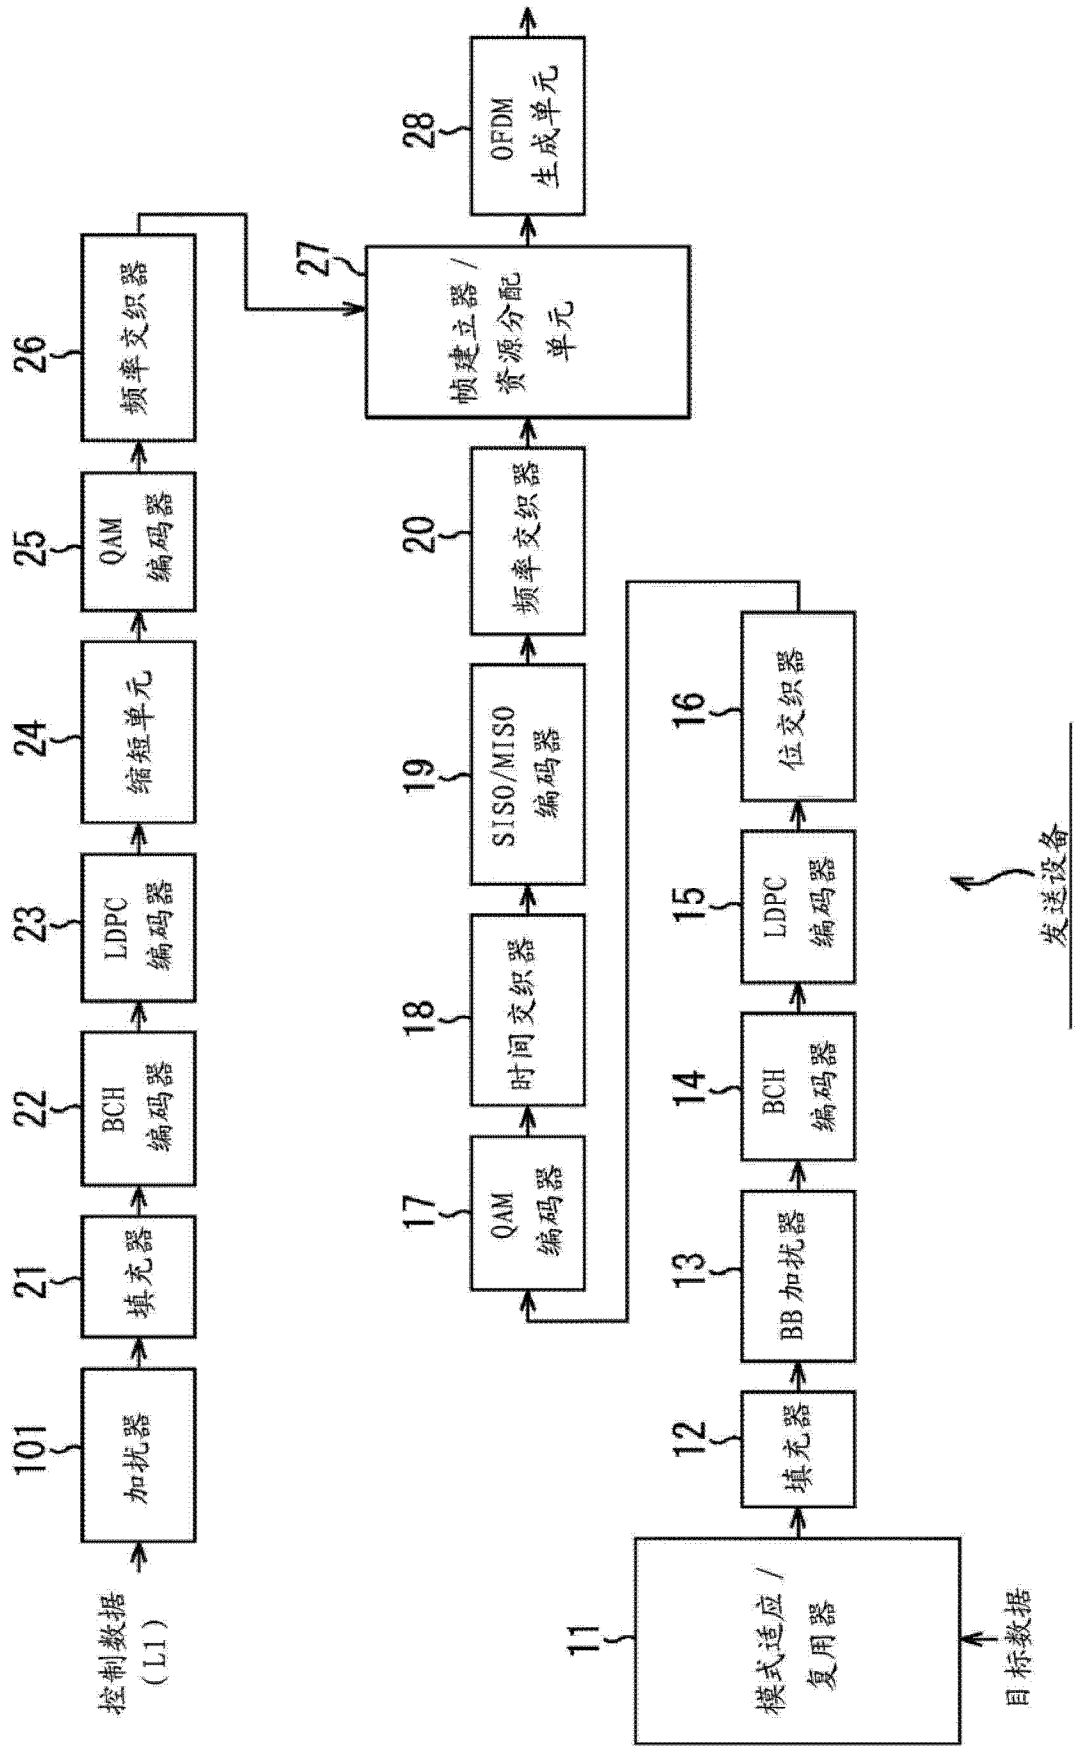 控制数据
(L1)
101
加扰器
21
填充器
22
BCH
编码器
23
LDPC
编码器
24
缩短单元
25
QAM
编码器
26
频率交织器
17
QAM
编码器
18
时间交织器
19
SISO/MISO
编码器
20
频率交织器
27
帧建立器/
资源分配
单元
28
OFDM
生成单元
11
模式适应/
复用器
目标数据
12
填充器
13
BB加扰器
14
BCH
编码器
15
LDPC
编码器
16
位交织器
发送设备